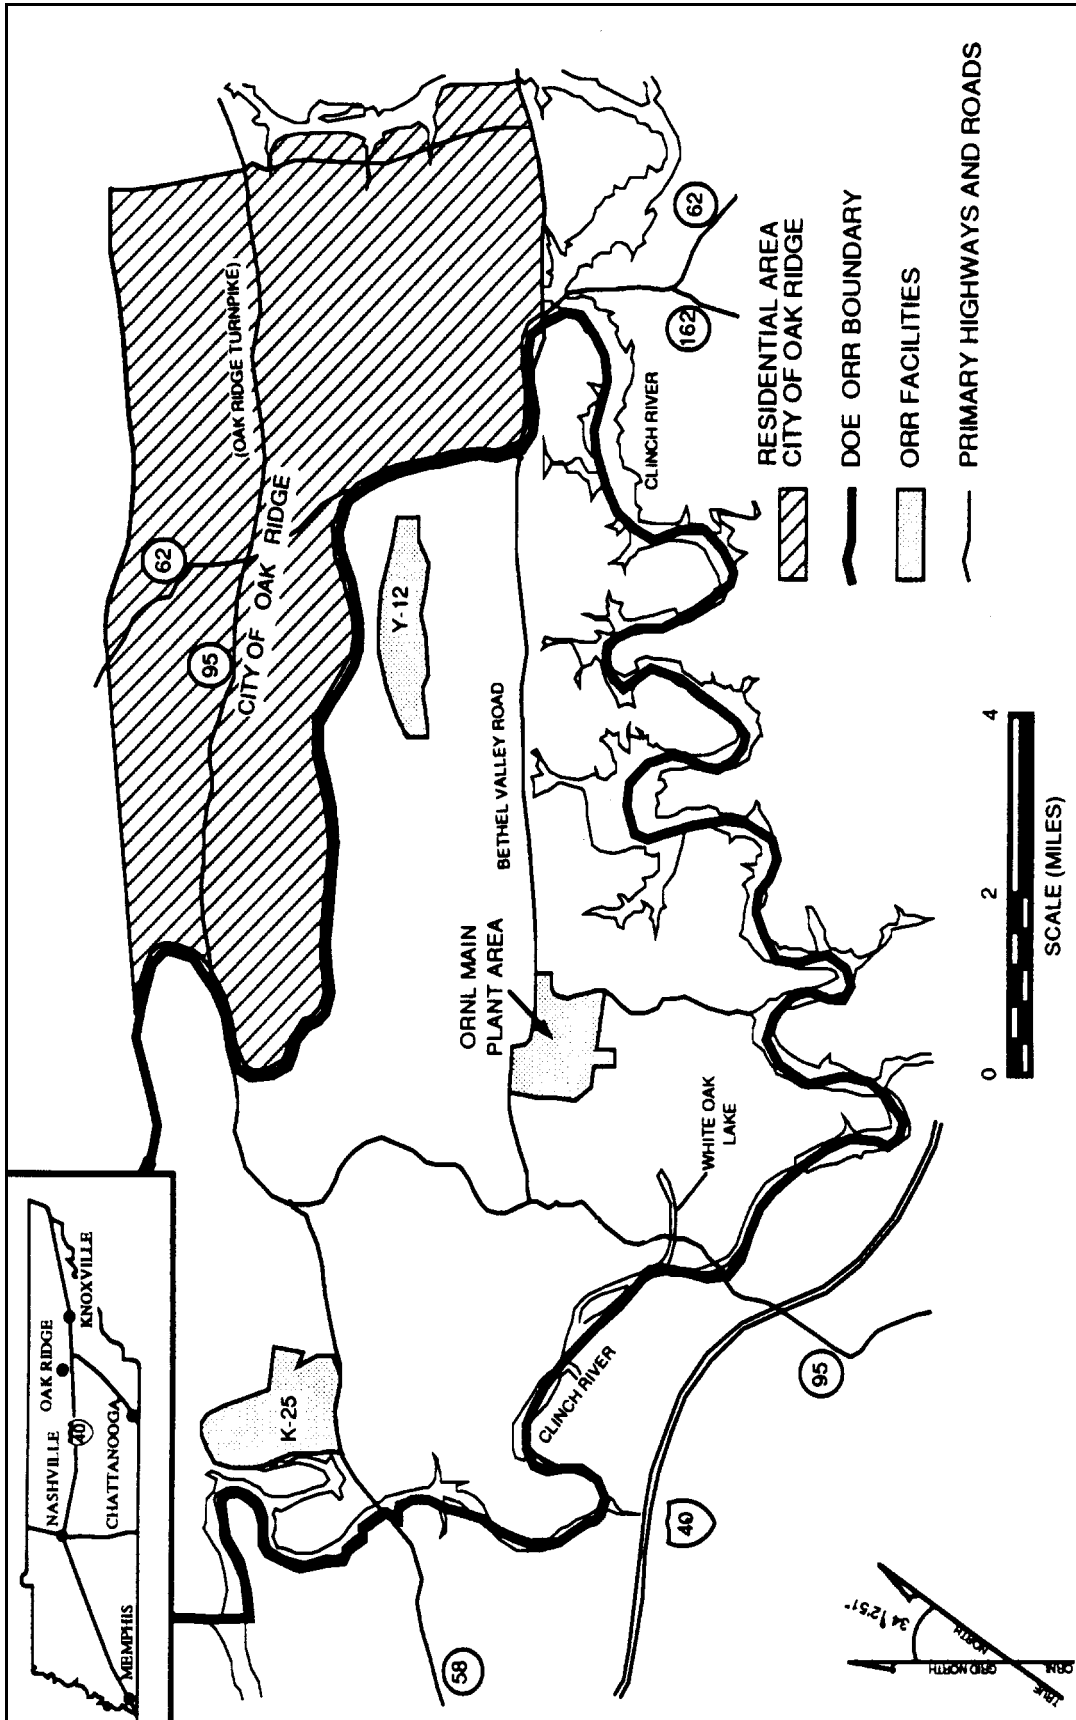 NASHVILLE
OAK RIDGE
KNOXVILLE
40
CHATTANOOGA
MEMPHIS
62
(OAK RIDGE TURNPIKE)
95
CITY OF OAK RIDGE
Y-12
K-25
BETHEL VALLEY ROAD
ORNL MAIN
PLANT AREA
WHITE OAK
LAKE
CLINCH RIVER
CLINCH RIVER
62
162
58
40
95
34°12'51"
TRUE NORTH
ORNL GRID NORTH
0
2
4
SCALE (MILES)
RESIDENTIAL AREA
CITY OF OAK RIDGE
DOE ORR BOUNDARY
ORR FACILITIES
PRIMARY HIGHWAYS AND ROADS